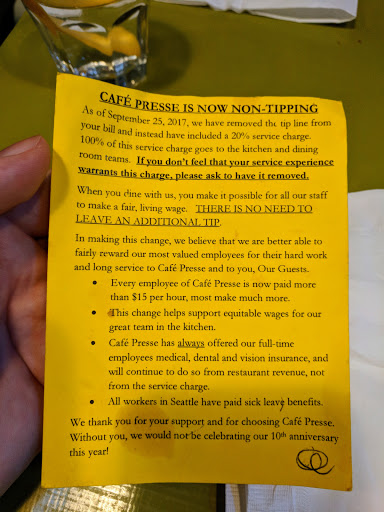 CAFÉ PRESSE IS NOW NON-TIPPING
As of September 25, 2017, we have removed the tip line from
your bill and instead have included a 20% service charge.
100% of this service charge goes to the kitchen and dining
room teams. If you don't feel that your service experience
warrants this charge, please ask to have it removed.
When you dine with us, you make it possible for all our staff
to make a fair, living wage. THERE IS NO NEED TO
LEAVE AN ADDITIONAL TIP.
In making this change, we believe that we are better able to
fairly reward our most valued employees for their hard work
and long service to Café Presse and to you, Our Guests.
• Every employee of Café Presse is now paid more
than $15 per hour, most make much more.
• This change helps support equitable wages for our
great team in the kitchen.
• Café Presse has always offered our full-time
employees medical, dental and vision insurance, and
will continue to do so from restaurant revenue, not
from the service charge.
• All workers in Seattle have paid sick leave benefits.
We thank you for your support and for choosing Café Presse.
Without you, we would not be celebrating our 10th anniversary
this year!